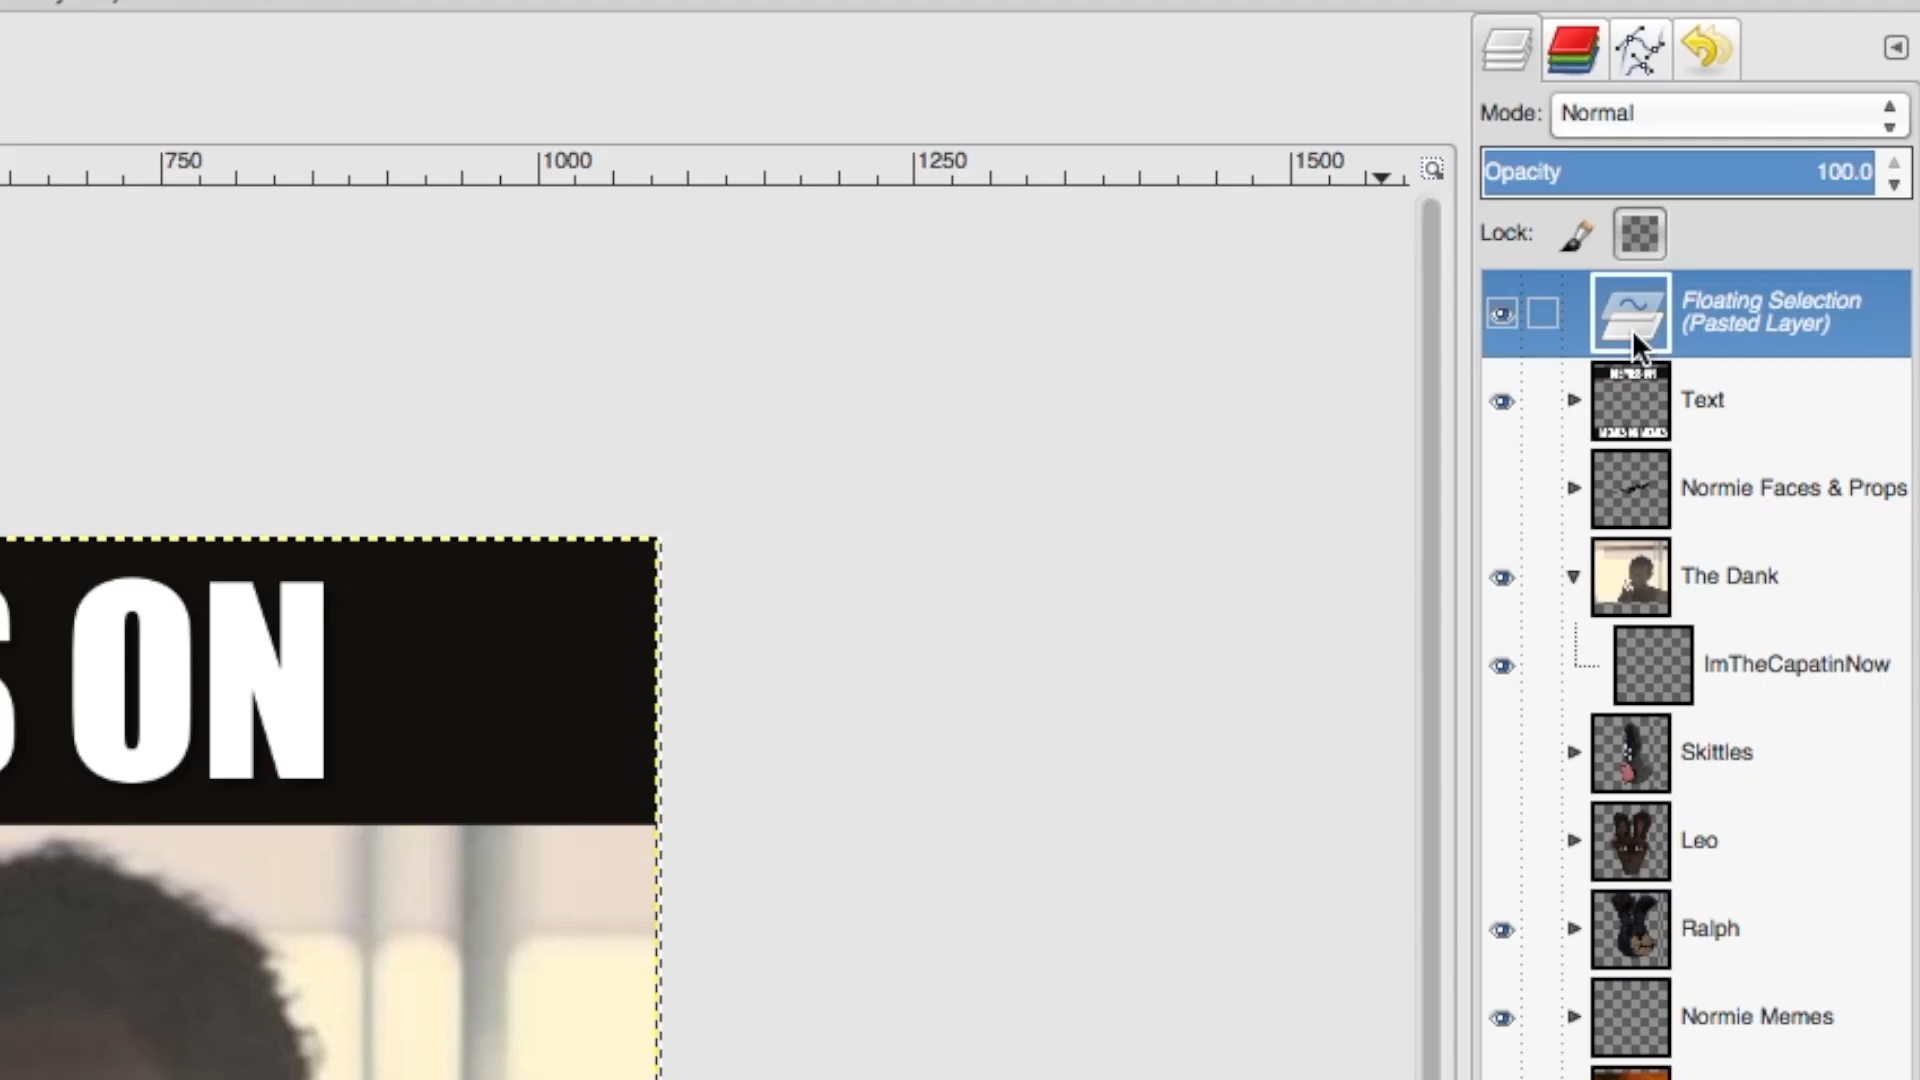 Mode: Normal
750 1000 1250 1500
Opacity 100.0
Lock:
Floating Selection
(Pasted Layer)
Text
Normie Faces & Props
The Dank
ImTheCapatinNow
Skittles
Leo
Ralph
Normie Memes
S ON